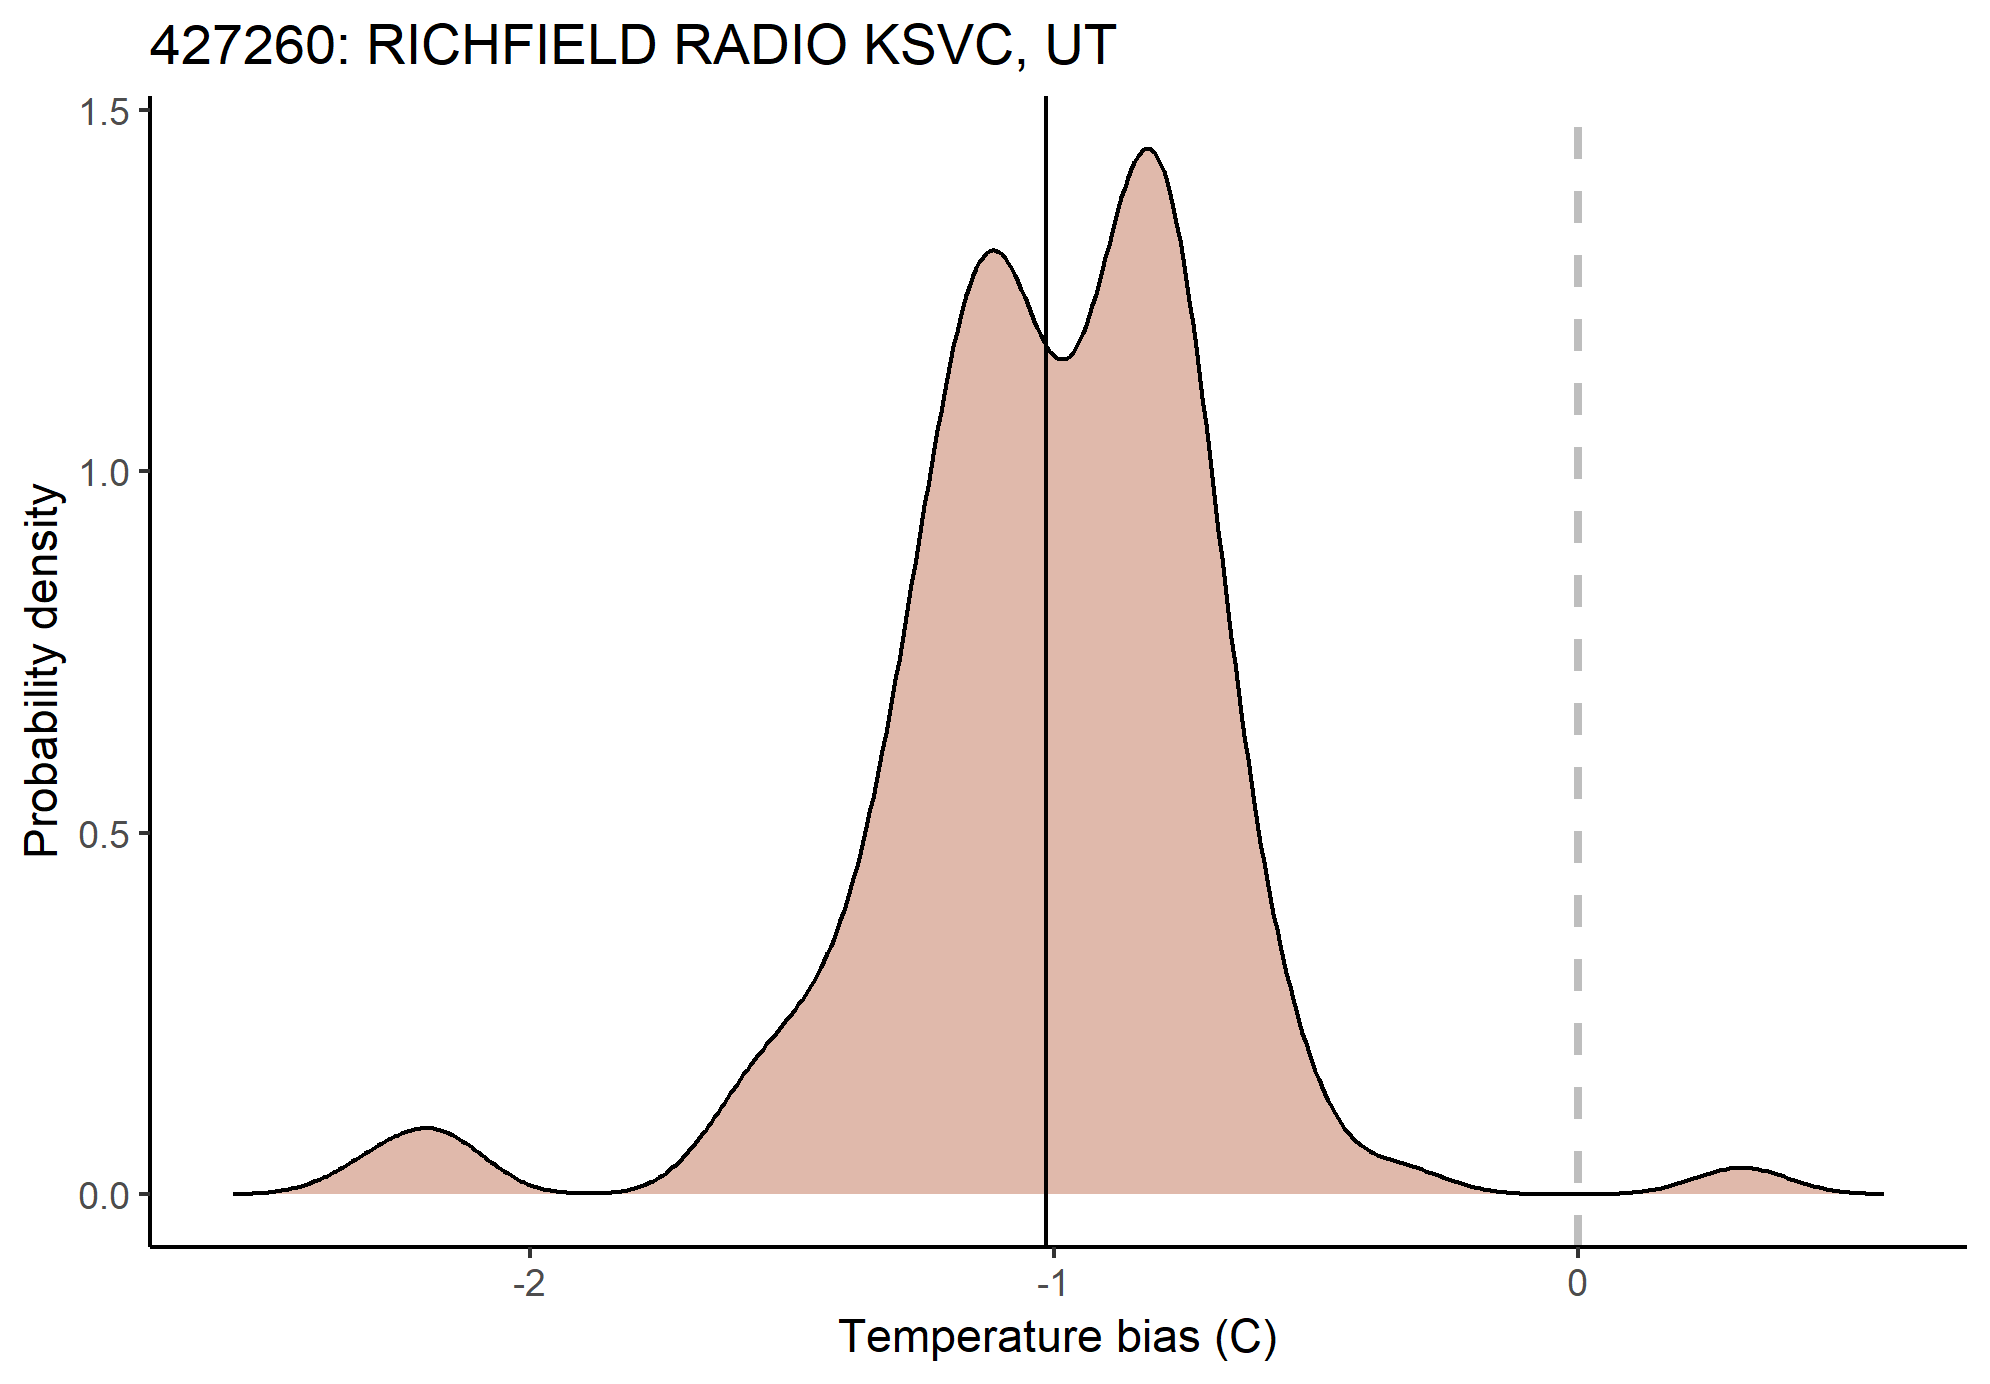 427260: RICHFIELD RADIO KSVC, UT
1.5
1.0
0.5
0.0
Probability density
-2
-1
0
Temperature bias (C)